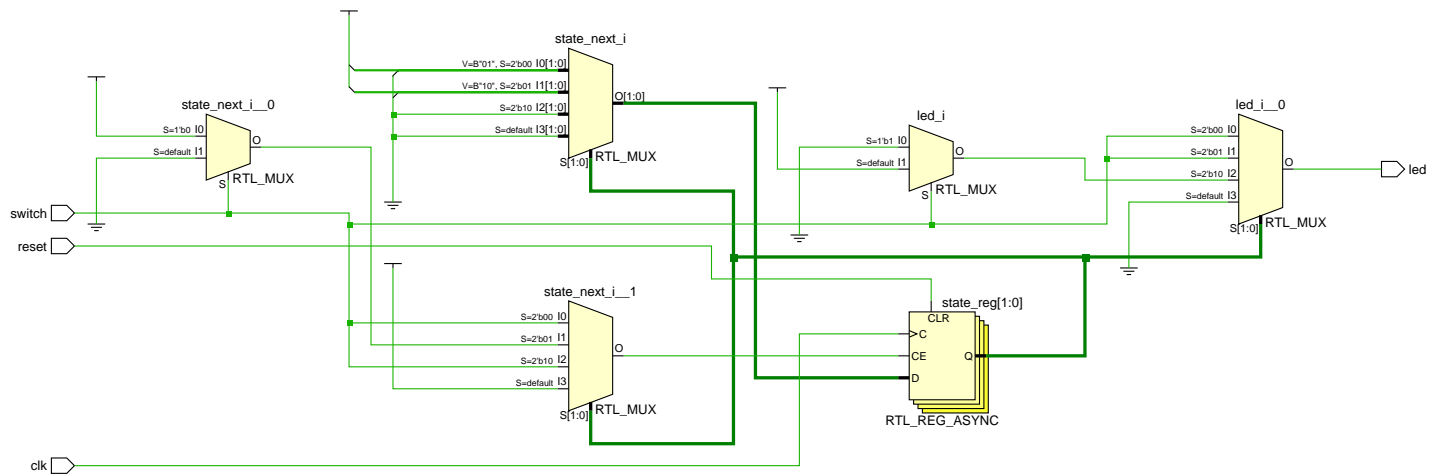 state_next_i
V=B"01", S=2'b00 I0[1:0]
V=B"10", S=2'b01 I1[1:0]
S=2'b10 I2[1:0]
S=default I3[1:0]
O[1:0]
S[1:0]
RTL_MUX
state_next_i__0
S=1'b0 I0
S=default I1
O
S
RTL_MUX
led_i
S=1'b1 I0
S=default I1
O
S
RTL_MUX
led_i__0
S=2'b00 I0
S=2'b01 I1
S=2'b10 I2
S=default I3
O
S[1:0]
RTL_MUX
led
switch
reset
state_next_i__1
S=2'b00 I0
S=2'b01 I1
S=2'b10 I2
S=default I3
O
S[1:0]
RTL_MUX
state_reg[1:0]
CLR
C
CE
D
Q
RTL_REG_ASYNC
clk